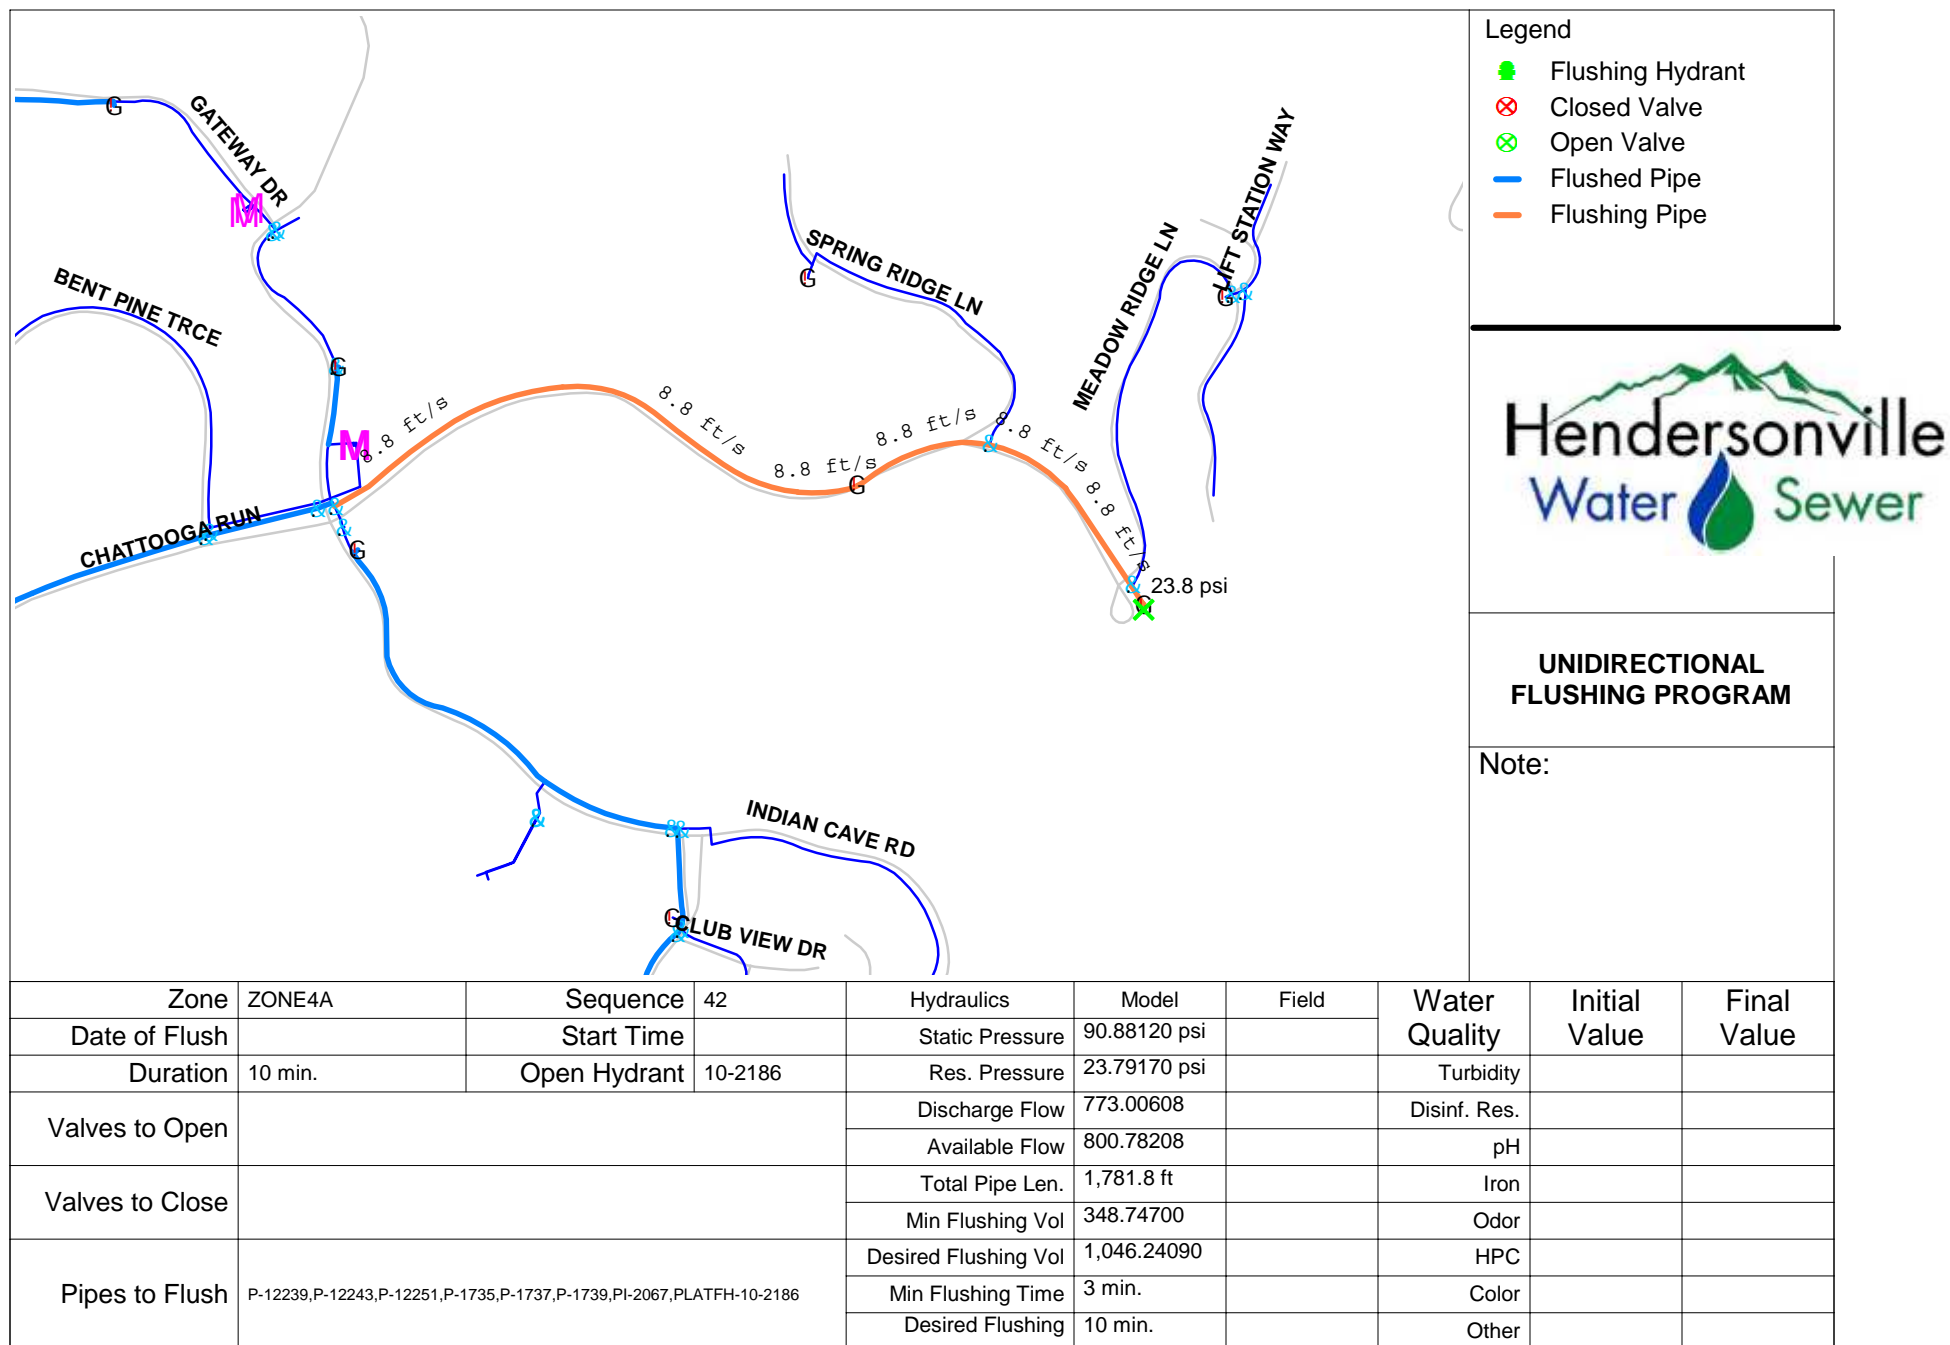 Legend
Flushing Hydrant
Closed Valve
Open Valve
Flushed Pipe
Flushing Pipe
Hendersonville
Water Sewer
UNIDIRECTIONAL
FLUSHING PROGRAM
Note:
GATEWAY DR
BENT PINE TRCE
SPRING RIDGE LN
MEADOW RIDGE LN
LIFT STATION WAY
CHATTOOGA RUN
INDIAN CAVE RD
CLUB VIEW DR
8.8 ft/s
8.8 ft/s
8.8 ft/s
8.8 ft/s
8.8 ft/s
8.8 ft/s
23.8 psi
G
G
G
G
G
G
G
G
M
M
M
&
&
&
&
&
&
&
&
&
&
&
&
&
&
Zone ZONE4A Sequence 42
Date of Flush Start Time
Duration 10 min. Open Hydrant 10-2186
Valves to Open
Valves to Close
Pipes to Flush P-12239,P-12243,P-12251,P-1735,P-1737,P-1739,PI-2067,PLATFH-10-2186
Hydraulics Model Field
Static Pressure 90.88120 psi
Res. Pressure 23.79170 psi
Discharge Flow 773.00608
Available Flow 800.78208
Total Pipe Len. 1,781.8 ft
Min Flushing Vol 348.74700
Desired Flushing Vol 1,046.24090
Min Flushing Time 3 min.
Desired Flushing 10 min.
Water Quality Initial Value Final Value
Turbidity
Disinf. Res.
pH
Iron
Odor
HPC
Color
Other